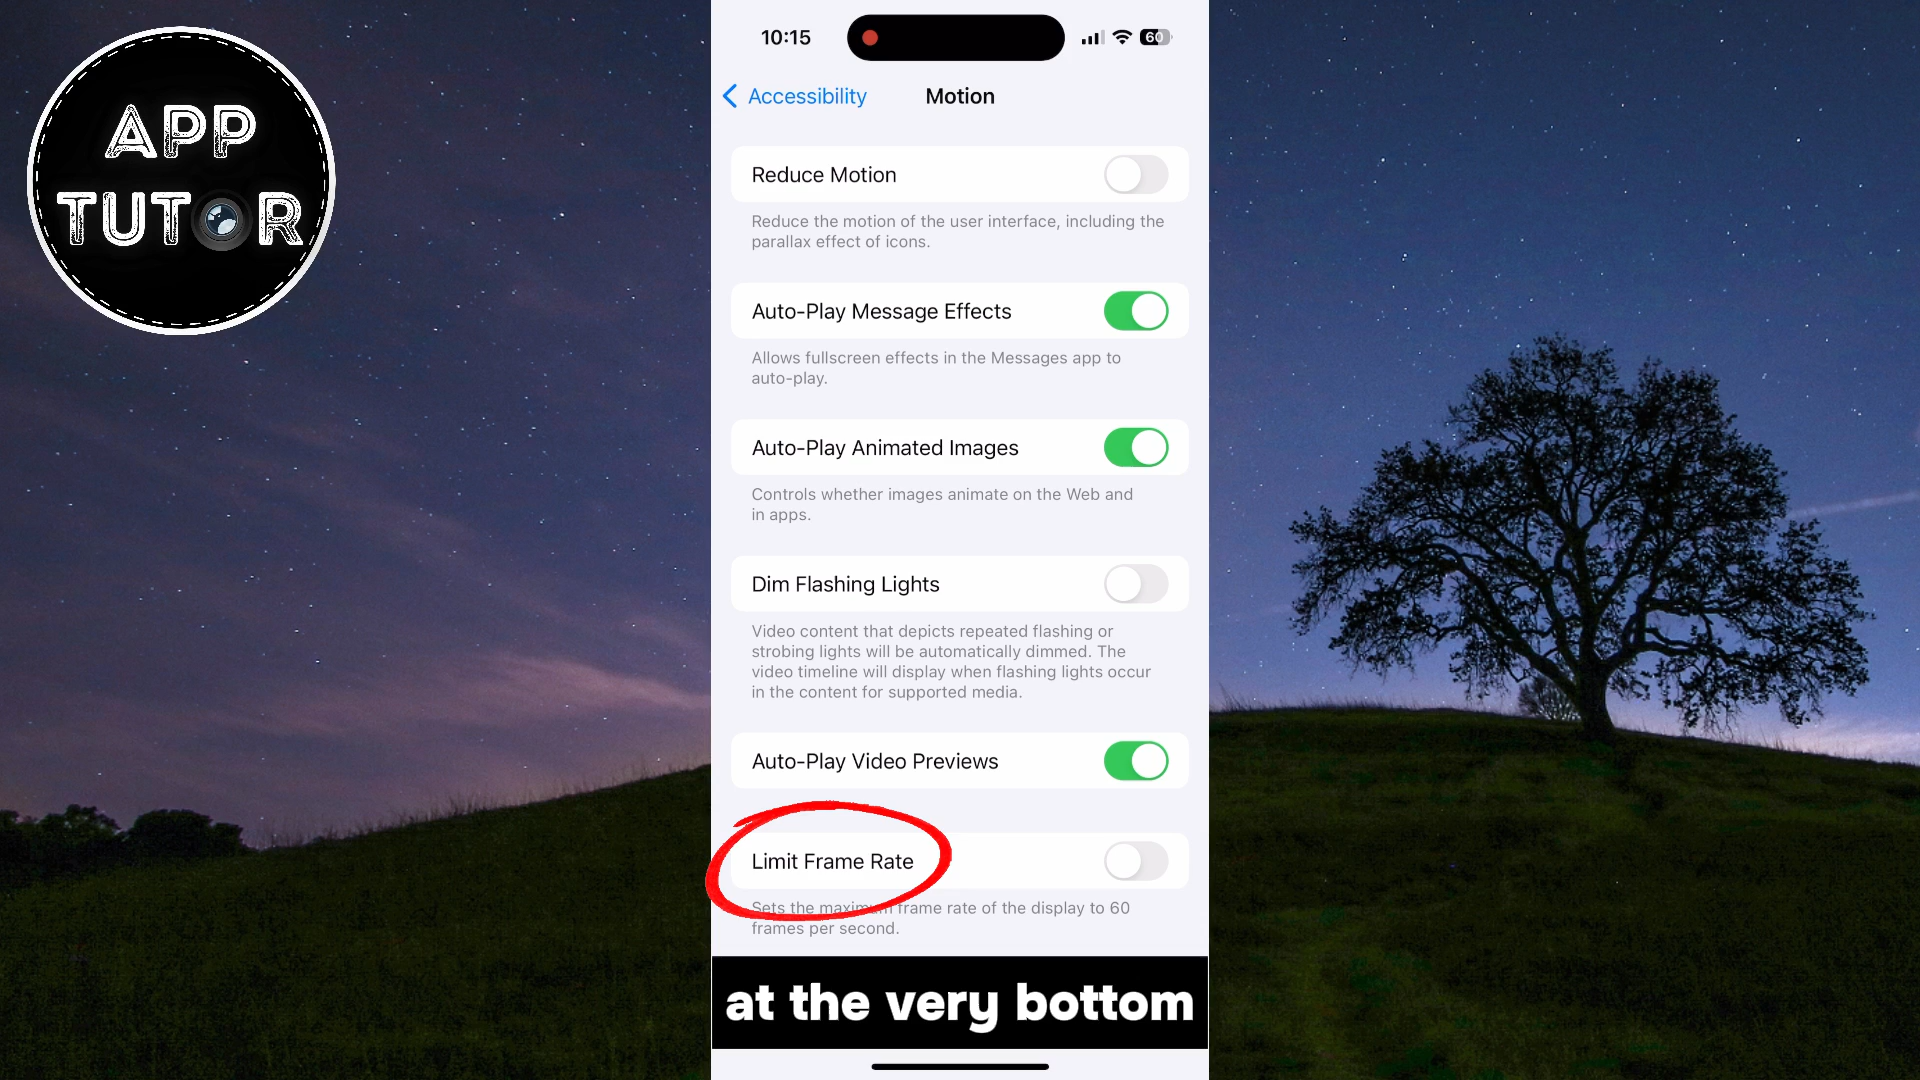 APP
TUTOR
10:15
60
Accessibility
Motion
Reduce Motion
Reduce the motion of the user interface, including the
parallax effect of icons.
Auto-Play Message Effects
Allows fullscreen effects in the Messages app to
auto-play.
Auto-Play Animated Images
Controls whether images animate on the Web and
in apps.
Dim Flashing Lights
Video content that depicts repeated flashing or
strobing lights will be automatically dimmed. The
video timeline will display when flashing lights occur
in the content for supported media.
Auto-Play Video Previews
Limit Frame Rate
Sets the maximum frame rate of the display to 60
frames per second.
at the very bottom